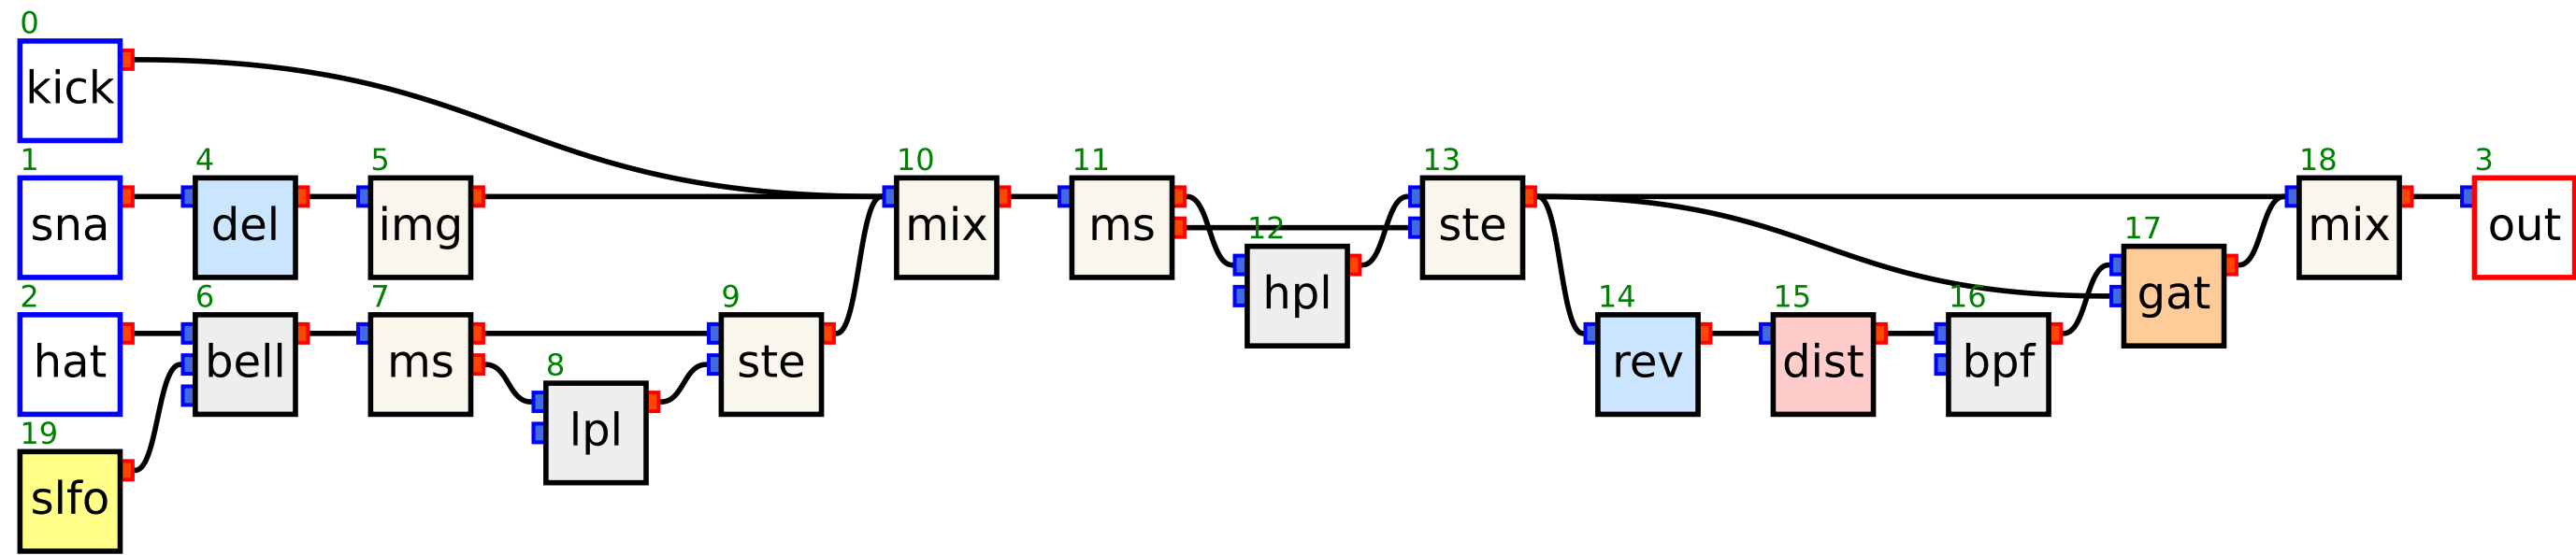 0
kick
1
sna
4
del
5
img
10
mix
11
ms
12
hpl
13
ste
18
mix
3
out
2
hat
6
bell
7
ms
8
lpl
9
ste
14
rev
15
dist
16
bpf
17
gat
19
slfo